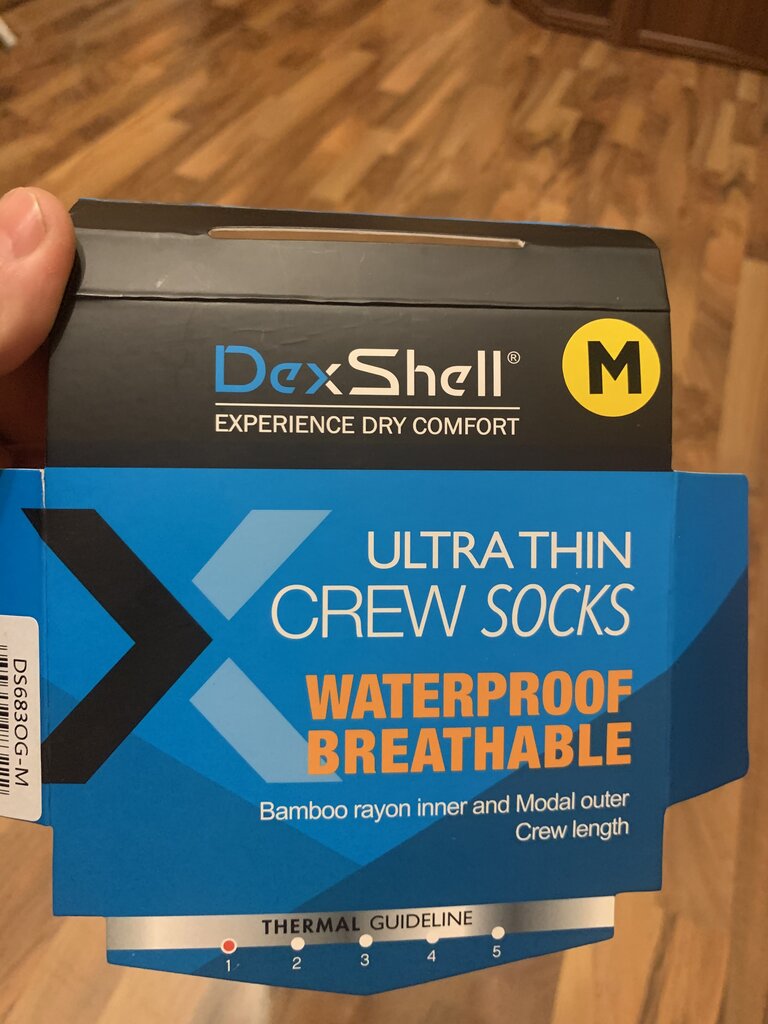 DexShell®
M
EXPERIENCE DRY COMFORT
ULTRA THIN
CREW SOCKS
WATERPROOF
BREATHABLE
Bamboo rayon inner and Modal outer
Crew length
DS683OG-M
THERMAL GUIDELINE
1 2 3 4 5